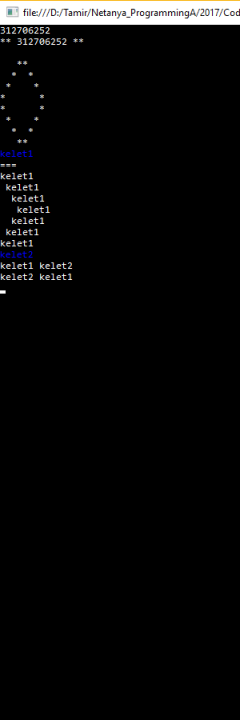 file:///D:/Tamir/Netanya_ProgrammingA/2017/Cod
312706252
** 312706252 **
**
* *
* *
* *
* *
* *
* *
**
kelet1
===
kelet1
kelet1
kelet1
kelet1
kelet1
kelet1
kelet1
kelet2
kelet1 kelet2
kelet2 kelet1